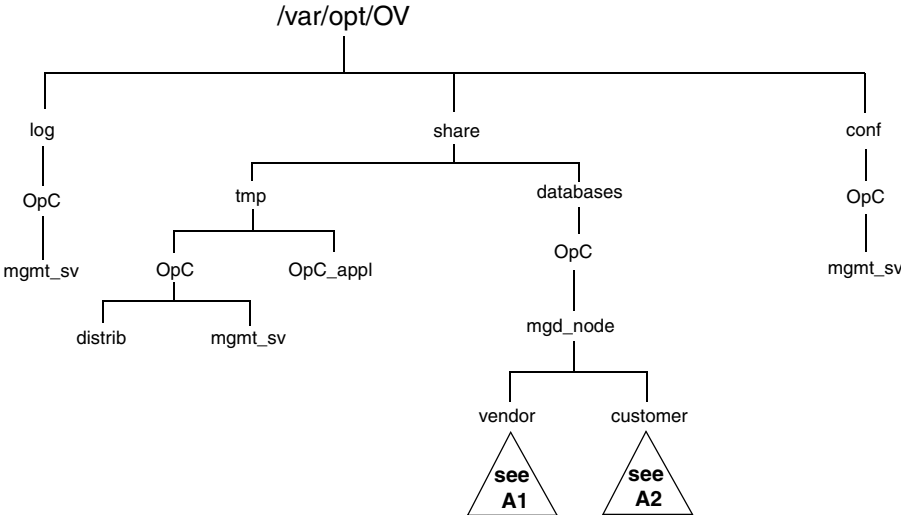 /var/opt/OV
log
share
conf
OpC
tmp
databases
OpC
mgmt_sv
OpC
OpC_appl
OpC
mgmt_sv
distrib
mgmt_sv
mgd_node
vendor
customer
see
A1
see
A2